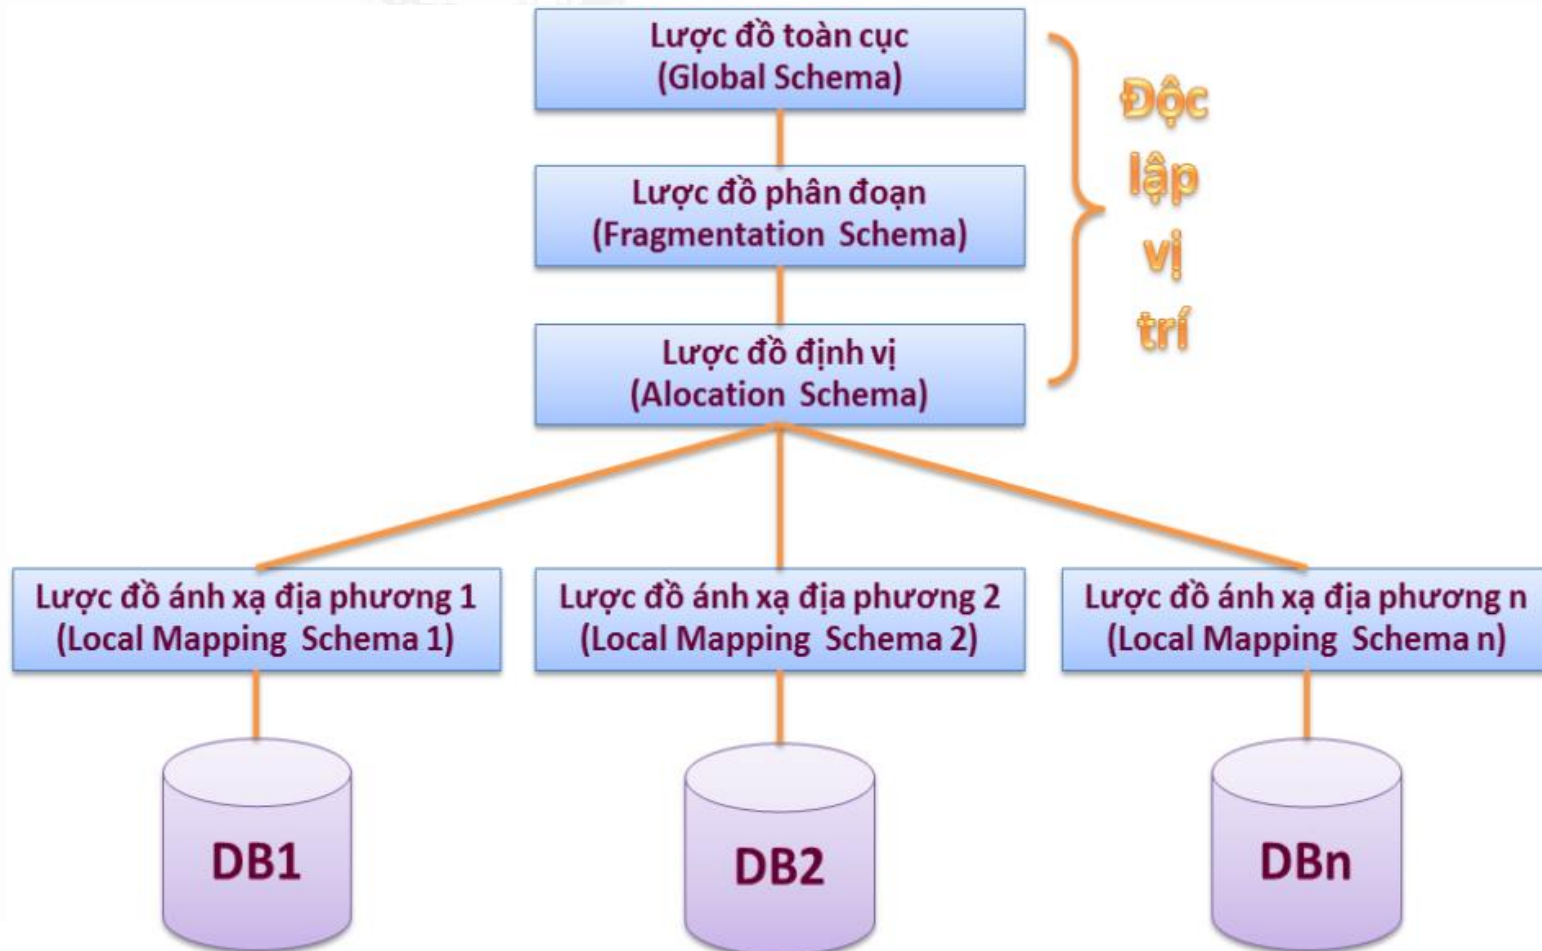 Lược đồ toàn cục
(Global Schema)
Độc
lập
vị
trí
Lược đồ phân đoạn
(Fragmentation Schema)
Lược đồ định vị
(Alocation Schema)
Lược đồ ánh xạ địa phương 1
(Local Mapping Schema 1)
Lược đồ ánh xạ địa phương 2
(Local Mapping Schema 2)
Lược đồ ánh xạ địa phương n
(Local Mapping Schema n)
DB1
DB2
DBn